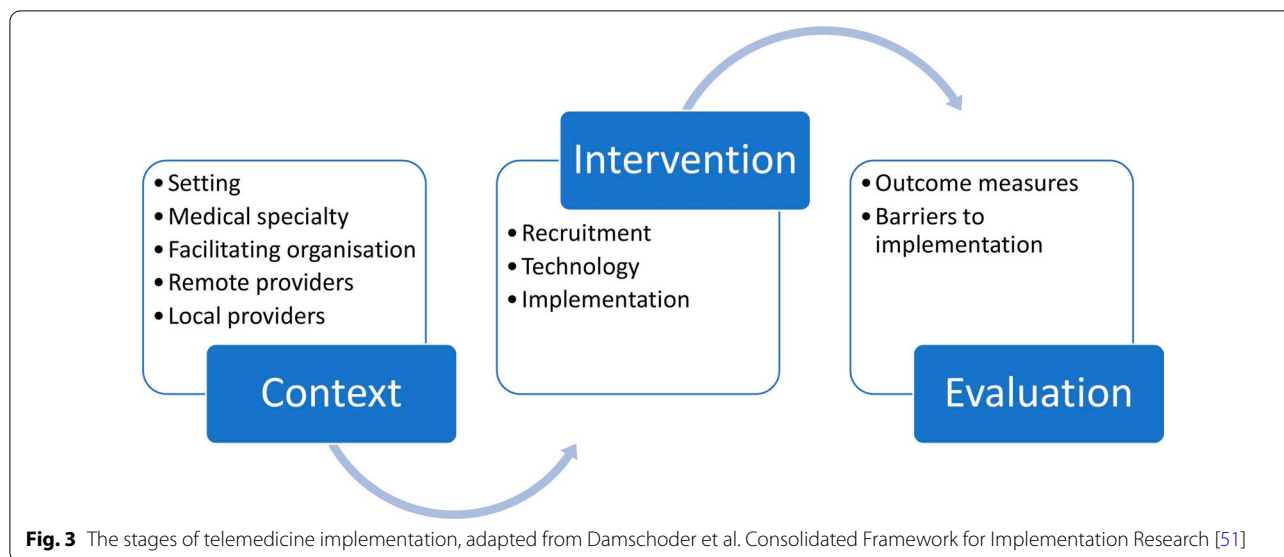 • Setting
• Medical specialty
• Facilitating organisation
• Remote providers
• Local providers
Context
Intervention
• Recruitment
• Technology
• Implementation
• Outcome measures
• Barriers to
implementation
Evaluation
Fig. 3 The stages of telemedicine implementation, adapted from Damschoder et al. Consolidated Framework for Implementation Research [51]